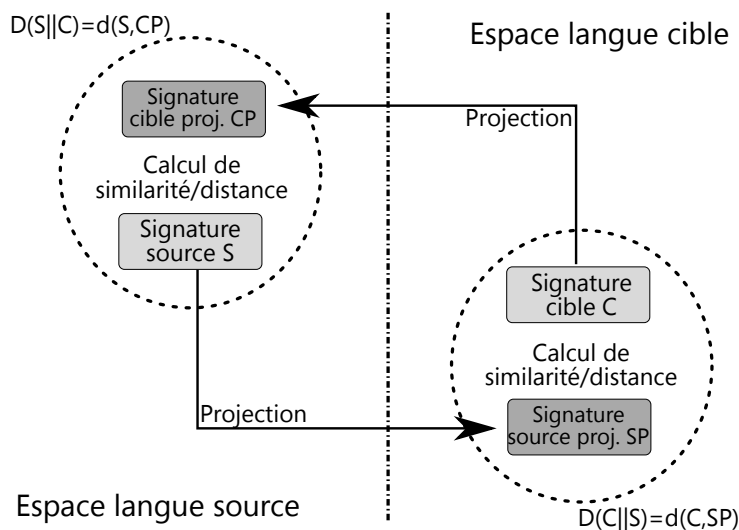 D(S||C)=d(S,CP)
Espace langue cible
Signature
cible proj. CP
Projection
Calcul de
similarité/distance
Signature
source S
Signature
cible C
Calcul de
similarité/distance
Projection
Signature
source proj. SP
Espace langue source
D(C||S)=d(C,SP)